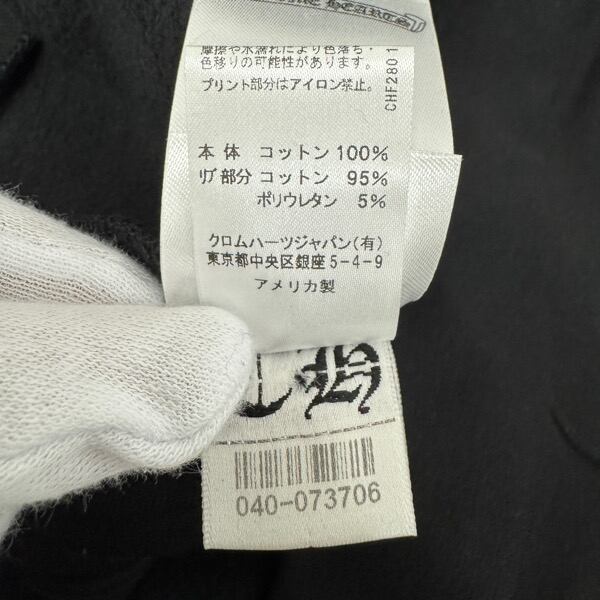 HEARTS
摩擦や水濡れにより色落ち・
色移りの可能性があります。
プリント部分はアイロン禁止。
CHF280 1
本体 コットン 100%
リブ部分 コットン 95%
ポリウレタン 5%
クロムハーツジャパン(有)
東京都中央区銀座5-4-9
アメリカ製
CH
040-073706